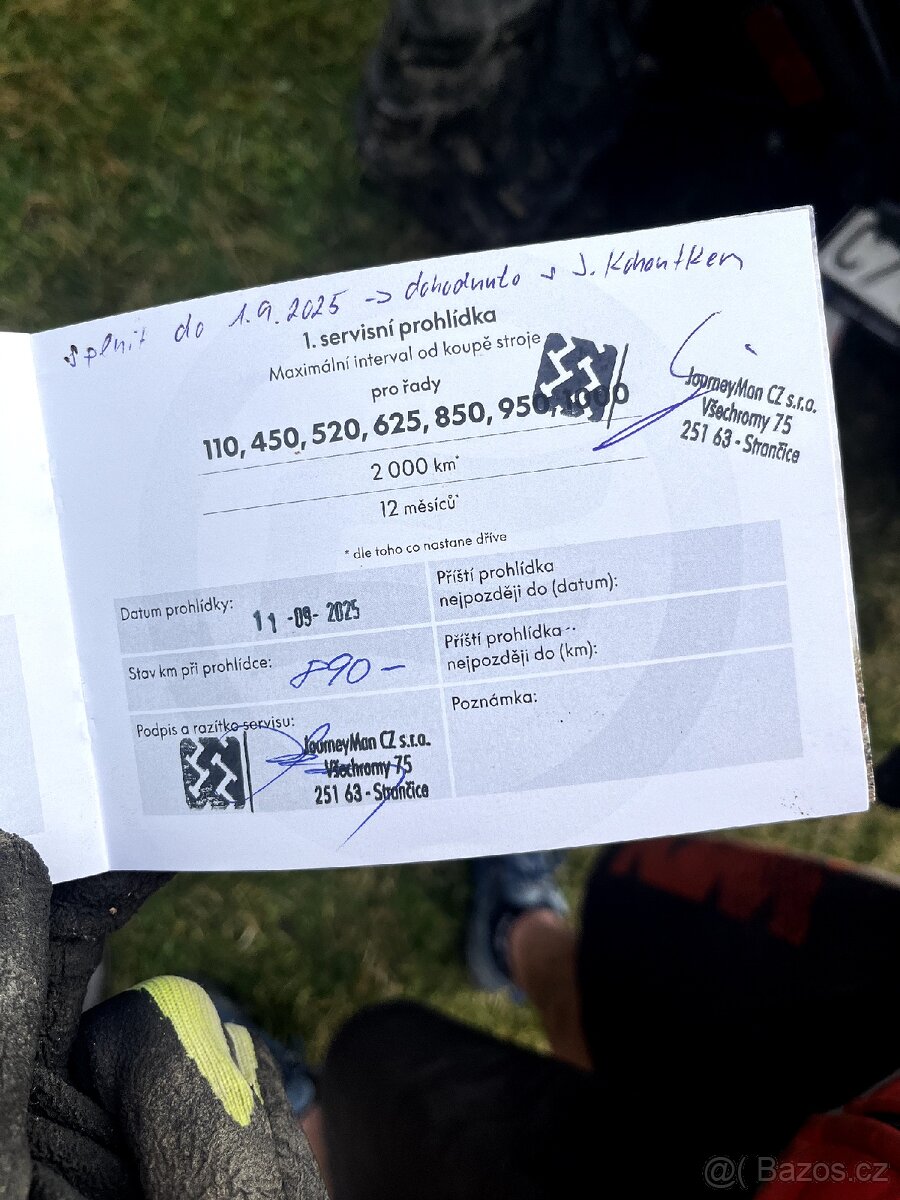 splnit do 1.9.2025 -> dohodnuto s J. Kohoutkem
1. servisní prohlídka
Maximální interval od koupě stroje
pro řady
110, 450, 520, 625, 850, 950, 1000
JourneyMan CZ s.r.o.
Všechromy 75
251 63 - Strančice
2 000 km*
12 měsíců*
* dle toho co nastane dříve
Datum prohlídky: 11 -09- 2025
Příští prohlídka
nejpozději do (datum):
Stav km při prohlídce: 890 -
Příští prohlídka
nejpozději do (km):
Podpis a razítko servisu:
JourneyMan CZ s.r.o.
Všechromy 75
251 63 - Strančice
Poznámka:
@( Bazos.cz